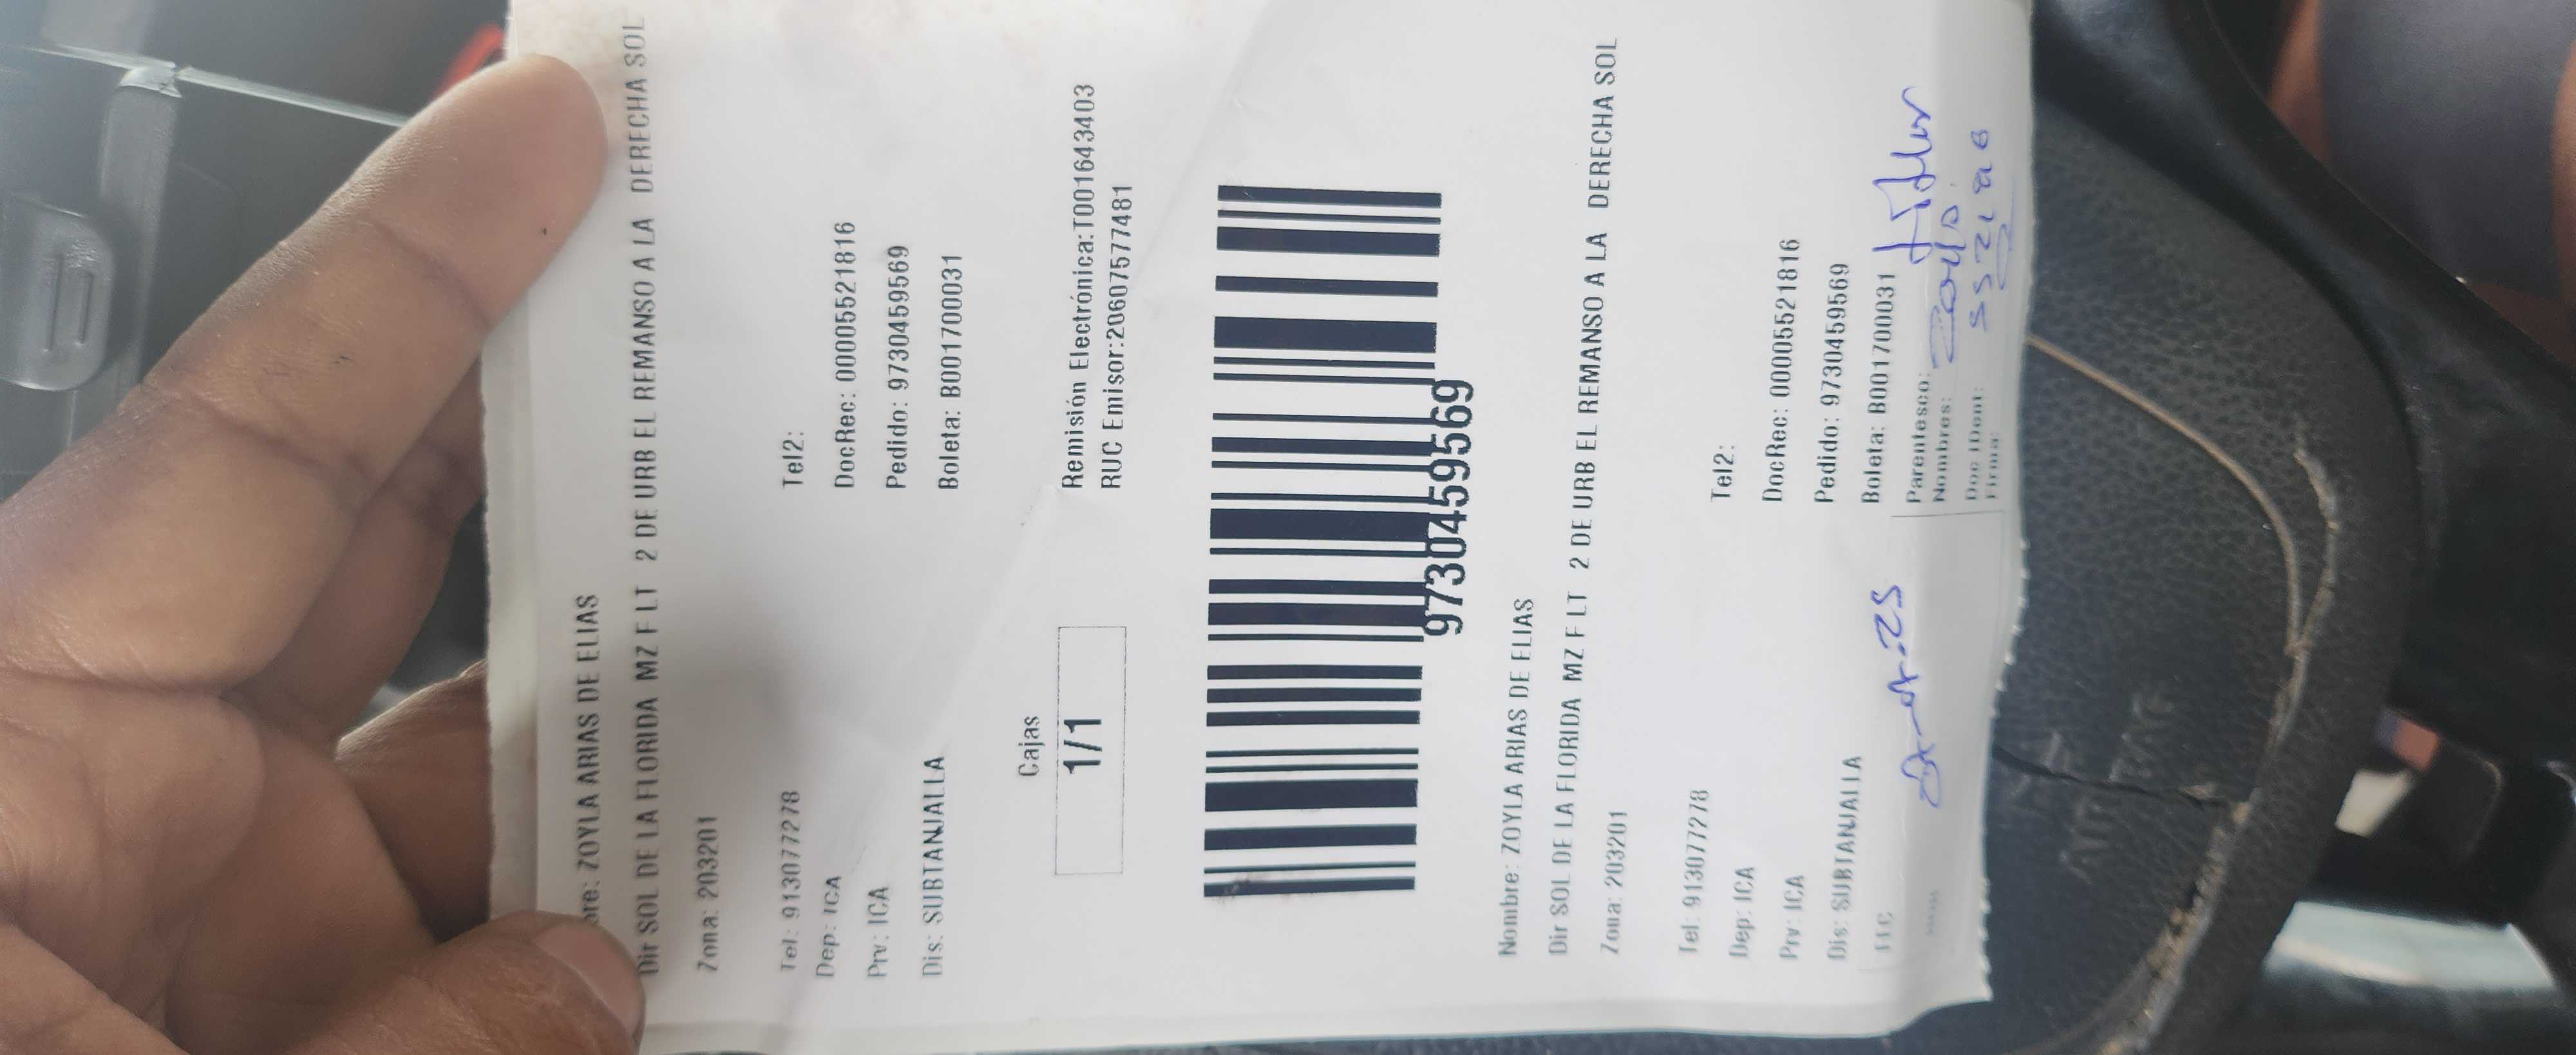 bre: ZOYLA ARIAS DE ELIAS
Dir SOL DE LA FLORIDA MZ F LT 2 DE URB EL REMANSO A LA DERECHA SOL
Zona: 203201
Tel: 913077278 Tel2:
Dep: ICA DocRec: 000055521816
Prv: ICA Pedido: 9730459569
Dis: SUBTANJALLA Boleta: B001700031
Cajas
1/1
Remisión Electrónica:T001643403
RUC Emisor:20607577481
9730459569
Nombre: ZOYLA ARIAS DE ELIAS
Dir SOL DE LA FLORIDA MZ F LT 2 DE URB EL REMANSO A LA DERECHA SOL
Zona: 203201
Tel: 913077278 Tel2:
Dep: ICA DocRec: 000055521816
Prv: ICA Pedido: 9730459569
Dis: SUBTANJALLA Boleta: B001700031
Parentesco:
Nombres:
Doc iDent:
Firma: